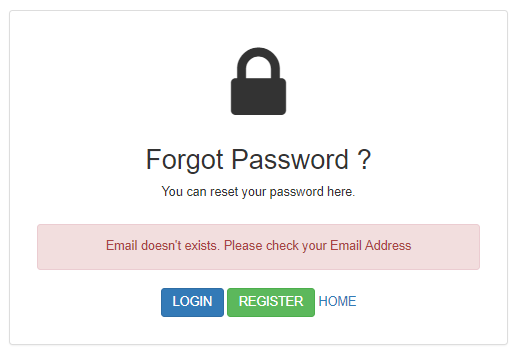 Forgot Password ?
You can reset your password here.
Email doesn't exists. Please check your Email Address
LOGIN REGISTER HOME